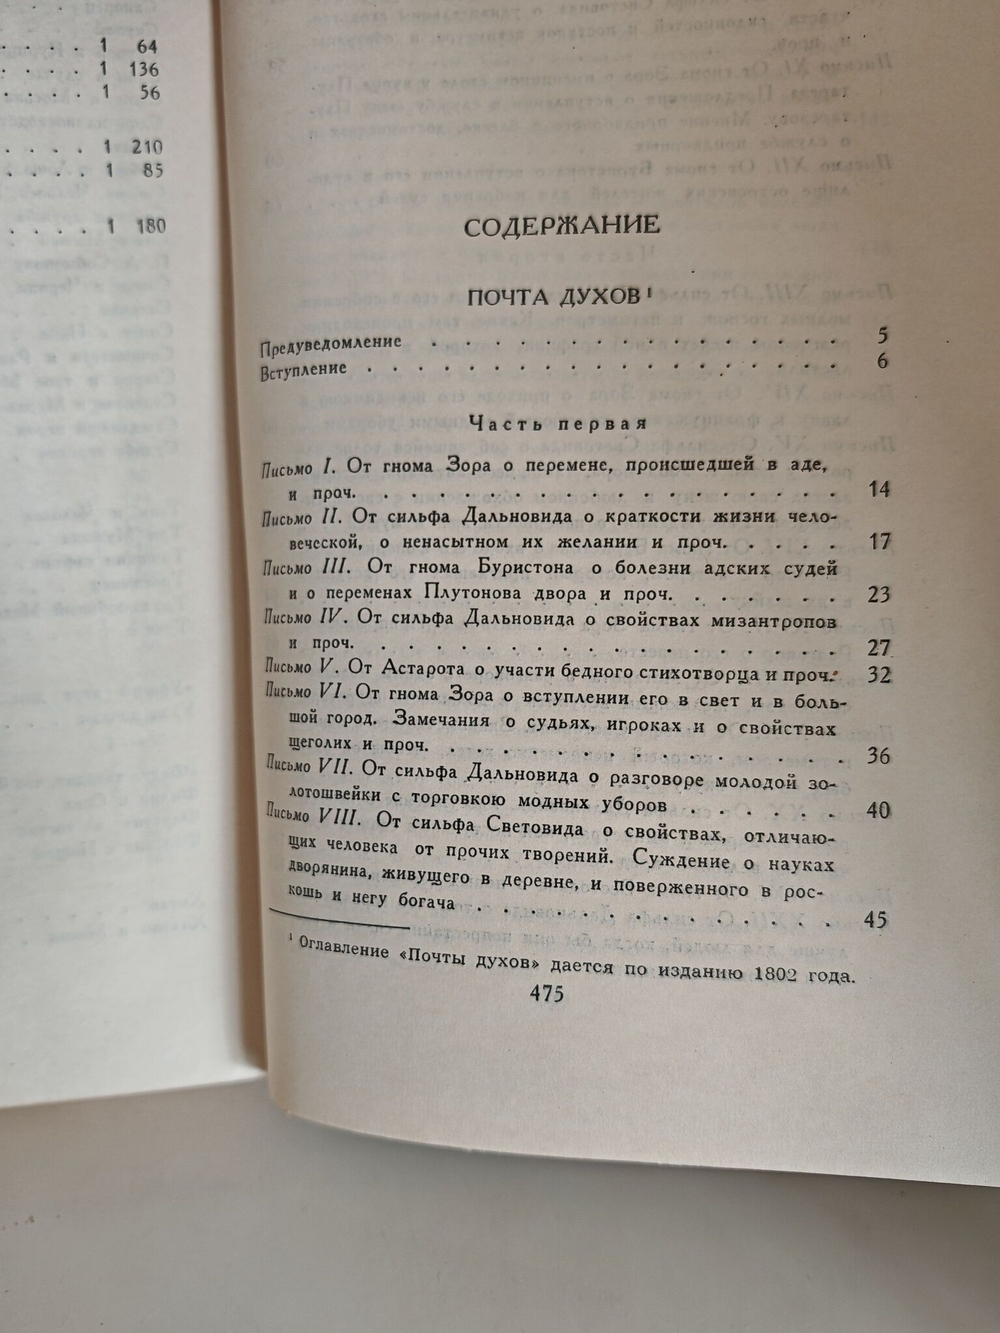 1 64
1 136
1 56
1 210
1 85
1 180
СОДЕРЖАНИЕ
ПОЧТА ДУХОВ¹
Предуведомление . . . . . . . . . . . . . . . . 5
Вступление . . . . . . . . . . . . . . . . . . 6
Часть первая
Письмо I. От гнома Зора о перемене, происшедшей в аде,
и проч. . . . . . . . . . . . . . . . . . . 14
Письмо II. От сильфа Дальновида о краткости жизни чело-
веческой, о ненасытном их желании и проч. . . . . 17
Письмо III. От гнома Буристона о болезни адских судей
и о переменах Плутонова двора и проч. . . . . . . 23
Письмо IV. От сильфа Дальновида о свойствах мизантропов
и проч. . . . . . . . . . . . . . . . . . . 27
Письмо V. От Астарота о участи бедного стихотворца и проч. 32
Письмо VI. От гнома Зора о вступлении его в свет и в боль-
шой город. Замечания о судьях, игроках и о свойствах
щеголих и проч. . . . . . . . . . . . . . . . 36
Письмо VII. От сильфа Дальновида о разговоре молодой зо-
лотошвейки с торговкою модных уборов . . . . . . 40
Письмо VIII. От сильфа Световида о свойствах, отличаю-
щих человека от прочих творений. Суждение о науках
дворянина, живущего в деревне, и поверженного в рос-
кошь и негу богача . . . . . . . . . . . . . . 45
¹ Оглавление «Почты духов» дается по изданию 1802 года.
475